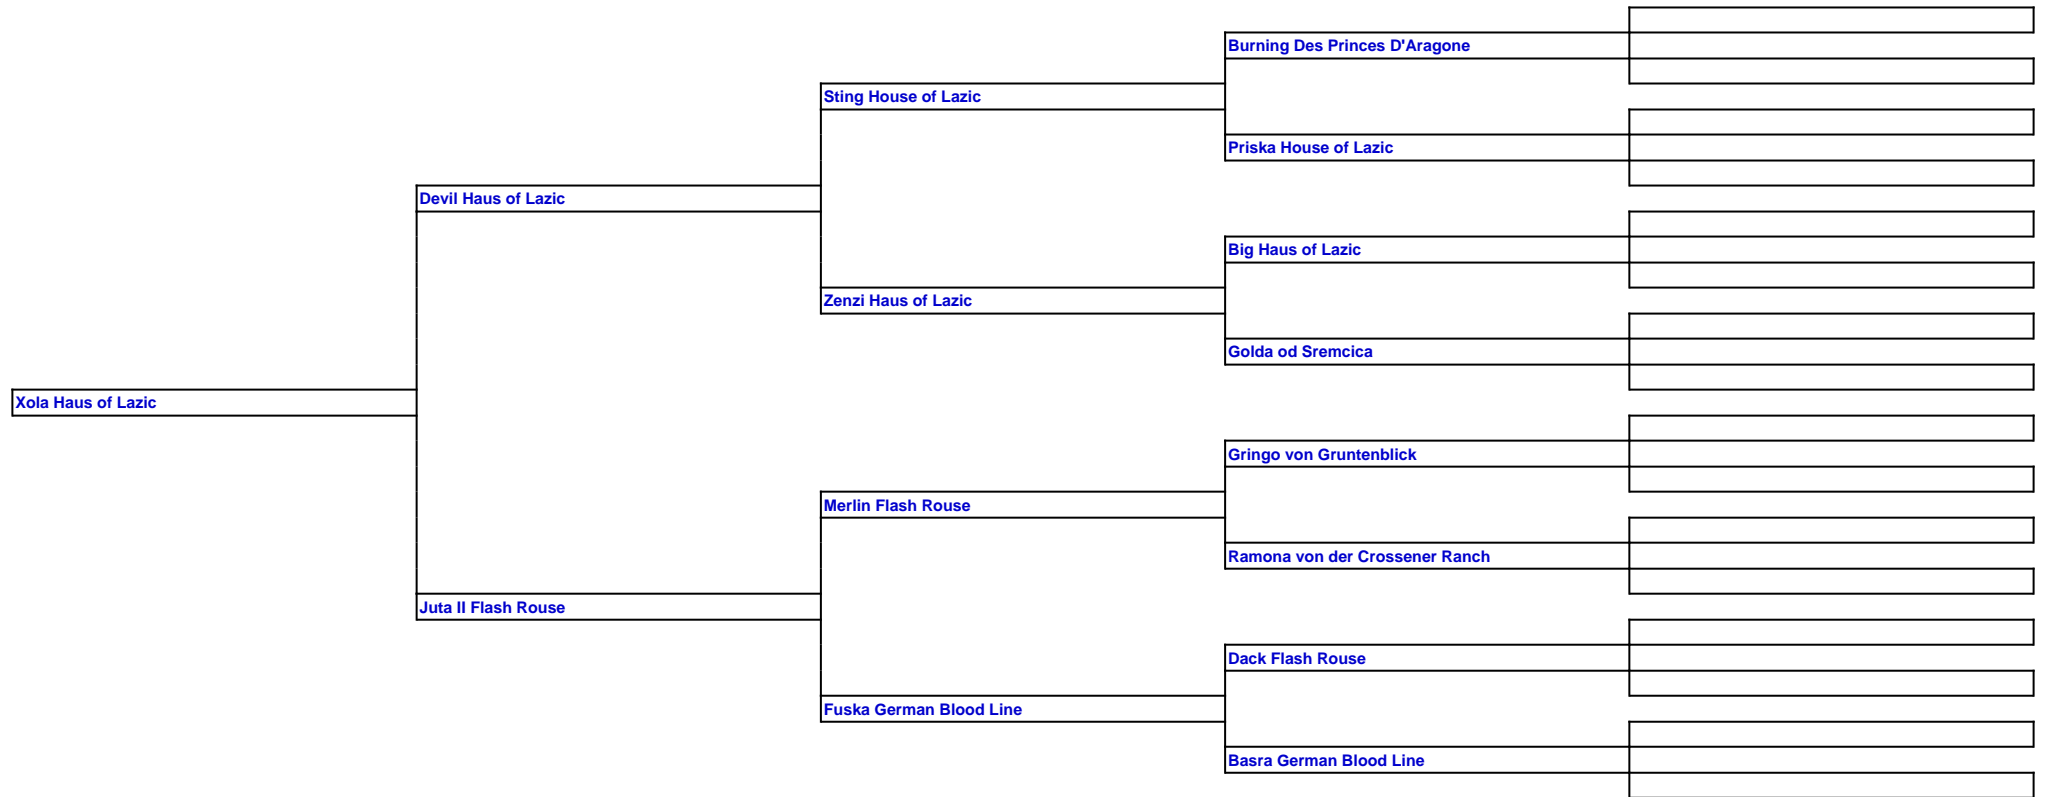 Burning Des Princes D'Aragone
Sting House of Lazic
Priska House of Lazic
Devil Haus of Lazic
Big Haus of Lazic
Zenzi Haus of Lazic
Golda od Sremcica
Xola Haus of Lazic
Gringo von Gruntenblick
Merlin Flash Rouse
Ramona von der Crossener Ranch
Juta II Flash Rouse
Dack Flash Rouse
Fuska German Blood Line
Basra German Blood Line